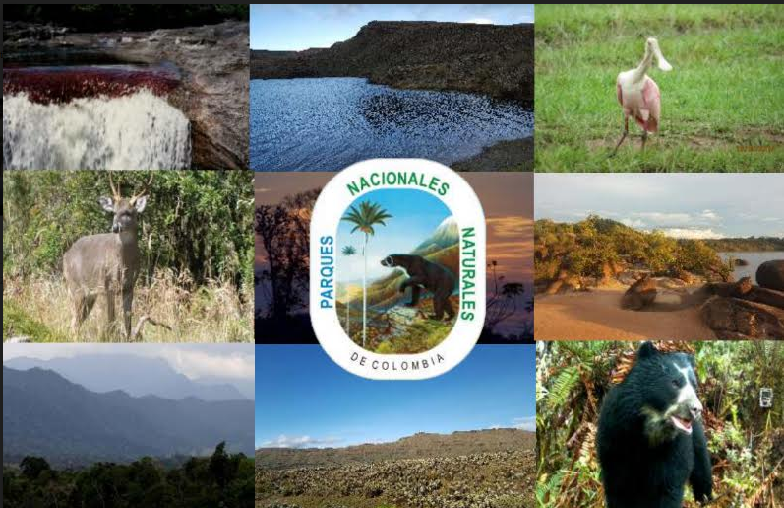 PARQUES
NACIONALES
NATURALES
DE COLOMBIA